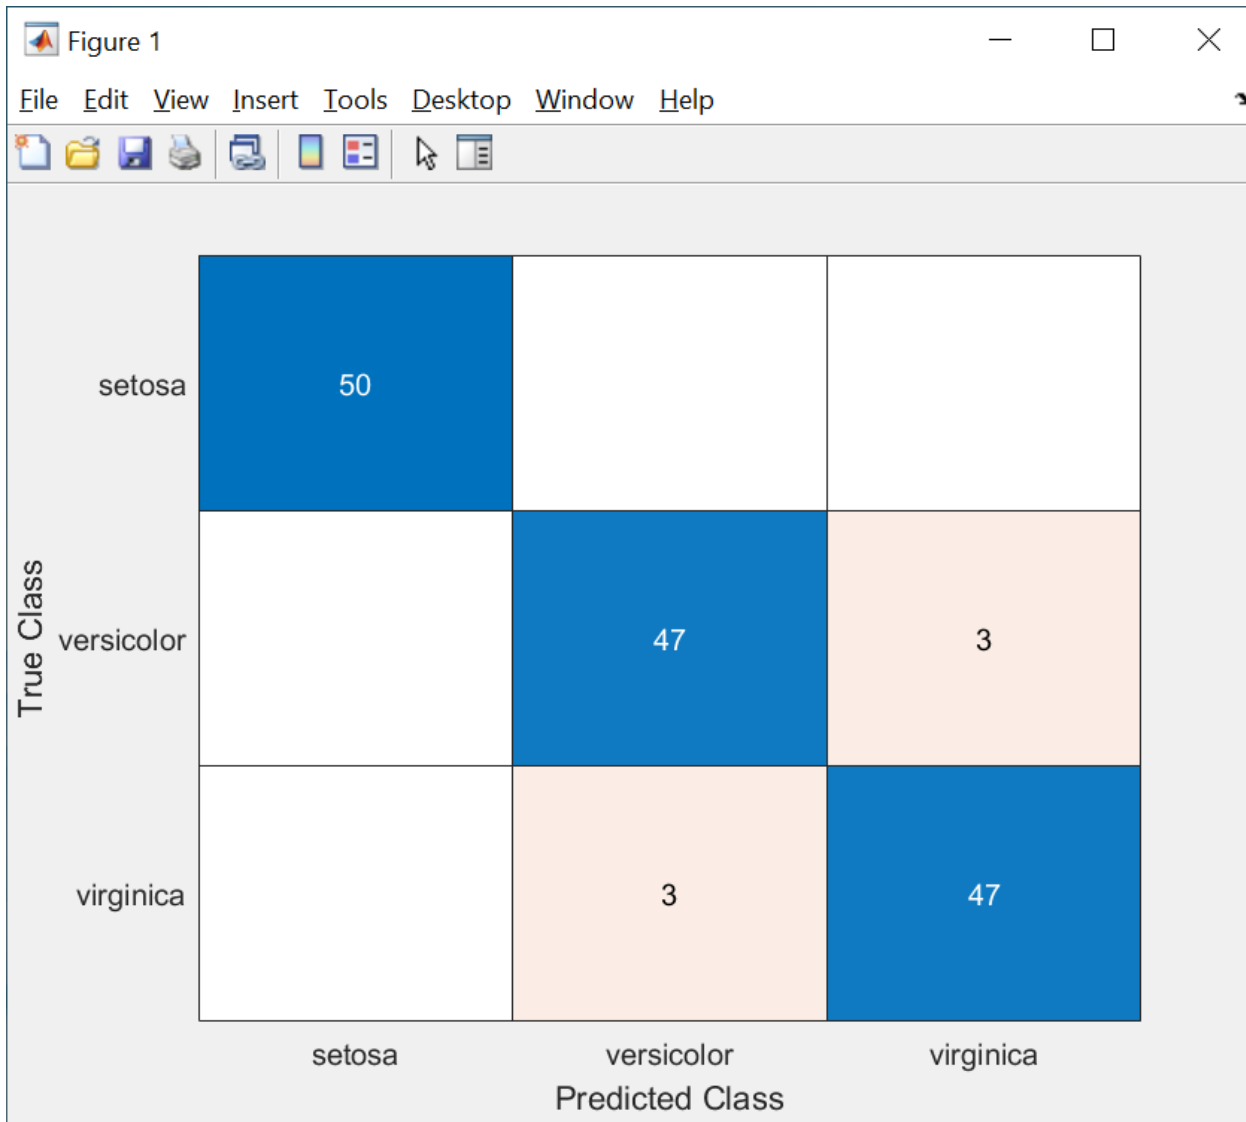 Figure 1
File Edit View Insert Tools Desktop Window Help
setosa 50
True Class
versicolor 47 3
virginica 3 47
setosa versicolor virginica
Predicted Class